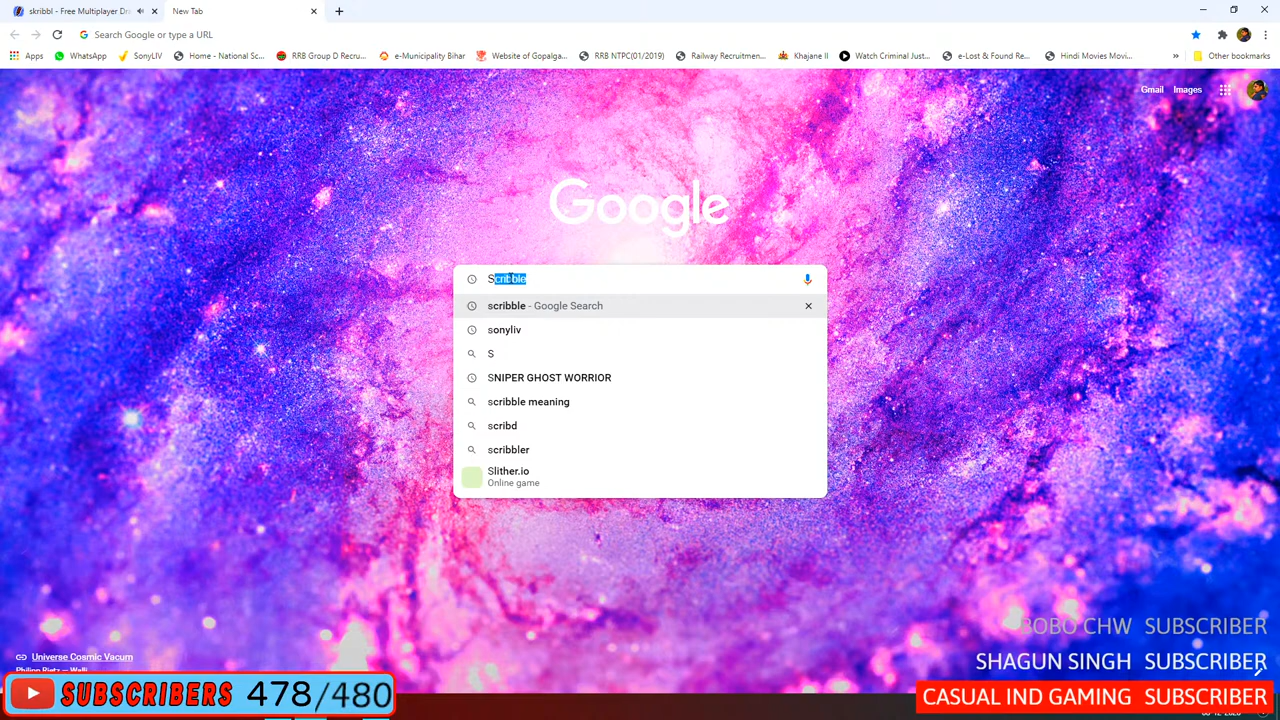 skribbl - Free Multiplayer Dr
New Tab
Search Google or type a URL
Apps
WhatsApp
SonyLIV
Home - National Sc...
RRB Group D Recru...
e-Municipality Bihar
Website of Gopalga...
RRB NTPC(01/2019)
Railway Recruitmen...
Khajane II
Watch Criminal Just...
e-Lost & Found Re...
Hindi Movies Movi...
»
Other bookmarks
Gmail
Images
Google
Scribble
scribble - Google Search
sonyliv
S
SNIPER GHOST WORRIOR
scribble meaning
scribd
scribbler
Slither.io
Online game
BOBO CHW SUBSCRIBER
Universe Cosmic Vacum
SHAGUN SINGH SUBSCRIBER
SUBSCRIBERS 478/480
CASUAL IND GAMING SUBSCRIBER